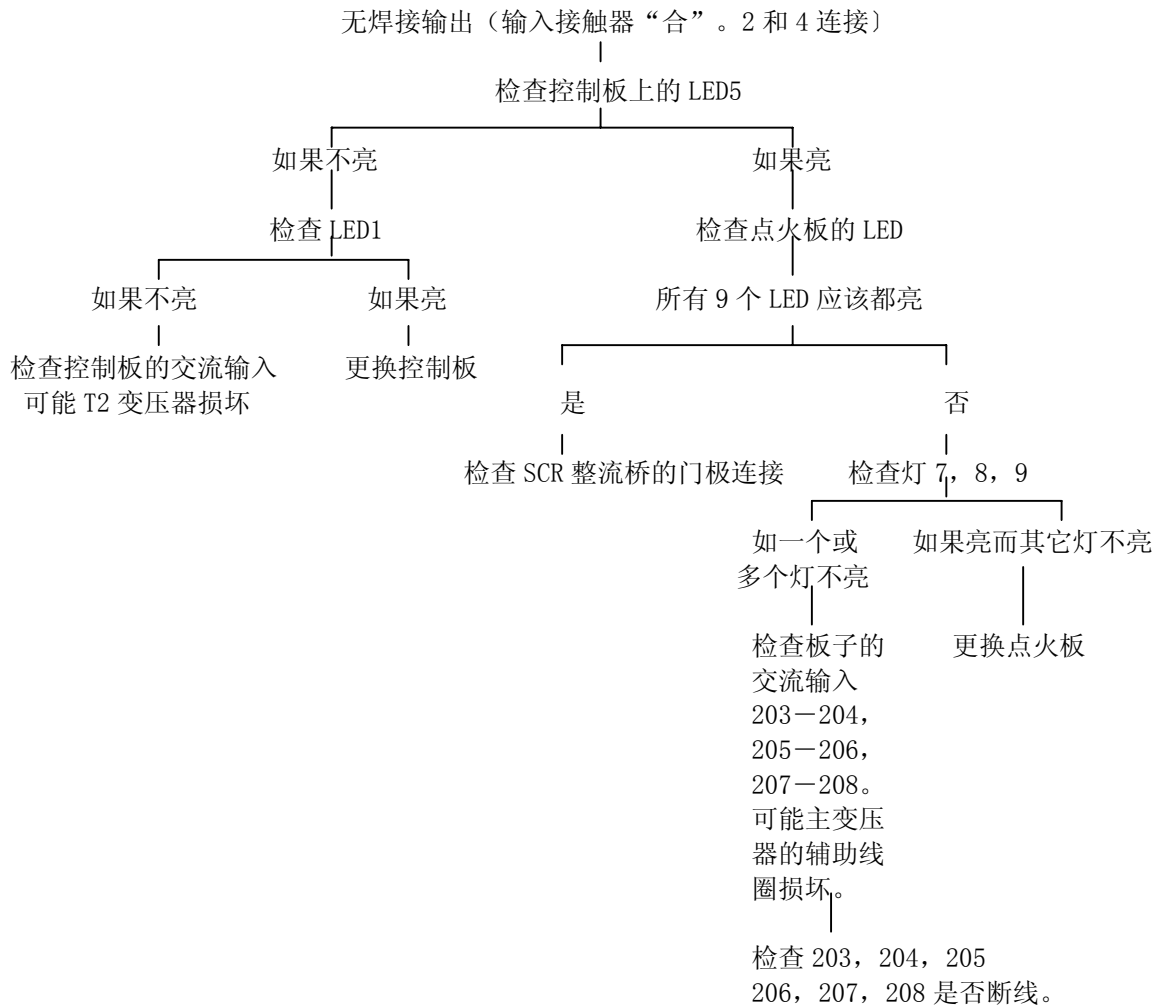 无焊接输出（输入接触器“合”。2 和 4 连接〕
检查控制板上的 LED5
如果不亮
如果亮
检查 LED1
检查点火板的 LED
如果不亮
如果亮
所有 9 个 LED 应该都亮
检查控制板的交流输入
可能 T2 变压器损坏
更换控制板
是
否
检查 SCR 整流桥的门极连接
检查灯 7，8，9
如一个或
多个灯不亮
如果亮而其它灯不亮
检查板子的
交流输入
203－204，
205－206，
207－208。
可能主变压
器的辅助线
圈损坏。
更换点火板
检查 203，204，205
206，207，208 是否断线。